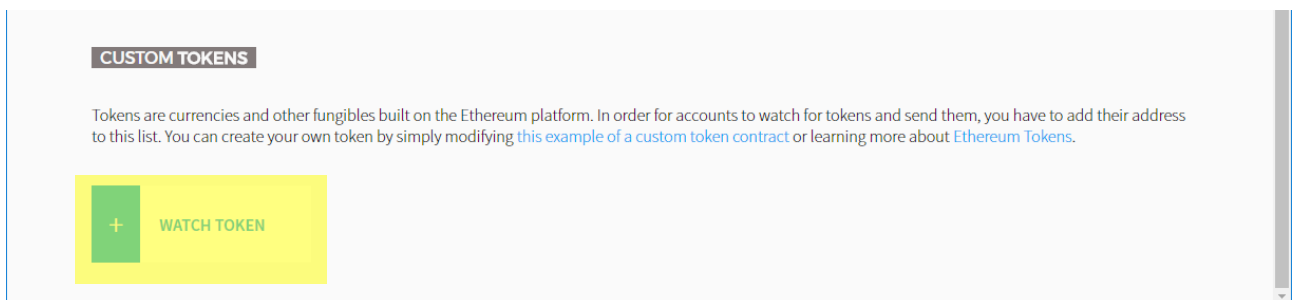 CUSTOM TOKENS
Tokens are currencies and other fungibles built on the Ethereum platform. In order for accounts to watch for tokens and send them, you have to add their address
to this list. You can create your own token by simply modifying this example of a custom token contract or learning more about Ethereum Tokens.
+ WATCH TOKEN